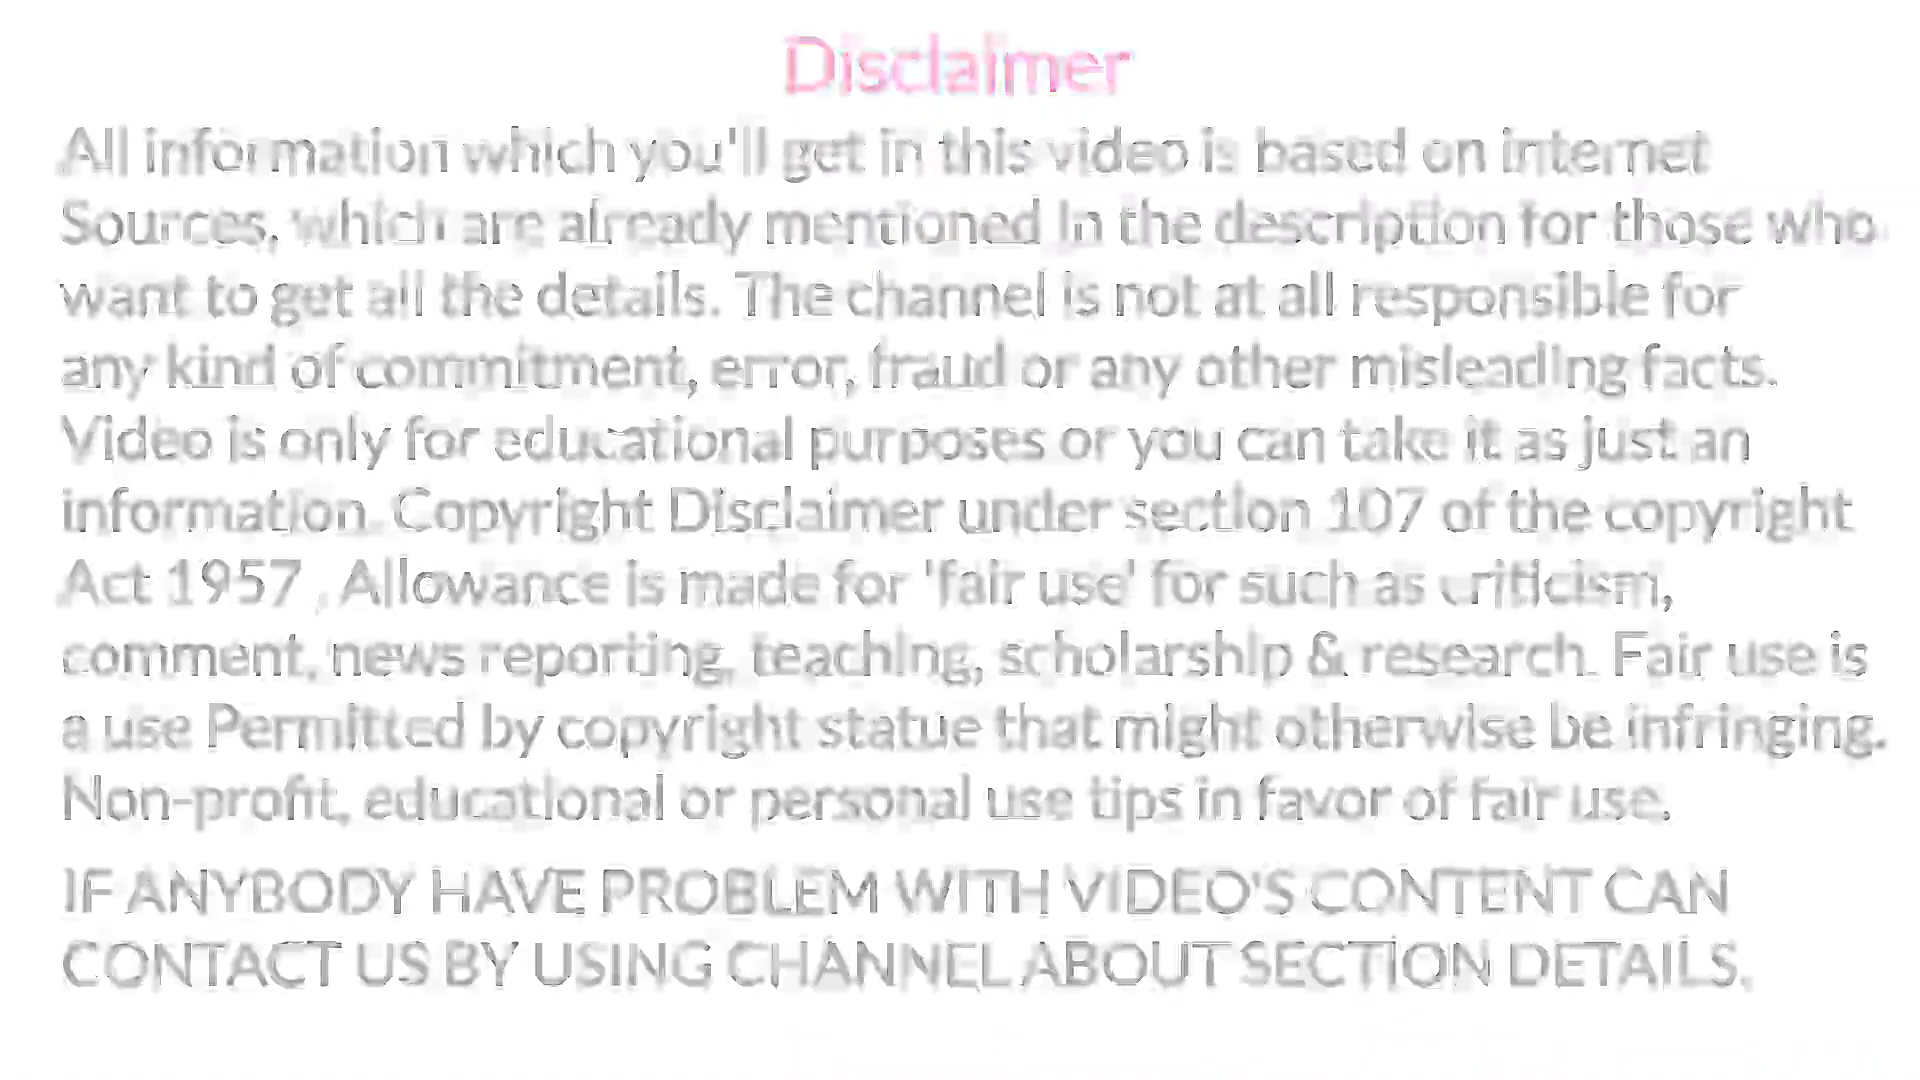 Disclaimer
All information which you'll get in this video is based on internet
Sources, which are already mentioned in the description for those who
want to get all the details. The channel is not at all responsible for
any kind of commitment, error, fraud or any other misleading facts.
Video is only for educational purposes or you can take it as just an
information. Copyright Disclaimer under section 107 of the copyright
Act 1957 , Allowance is made for 'fair use' for such as criticism,
comment, news reporting, teaching, scholarship & research. Fair use is
a use Permitted by copyright statue that might otherwise be infringing.
Non-profit, educational or personal use tips in favor of fair use.
IF ANYBODY HAVE PROBLEM WITH VIDEO'S CONTENT CAN
CONTACT US BY USING CHANNEL ABOUT SECTION DETAILS.